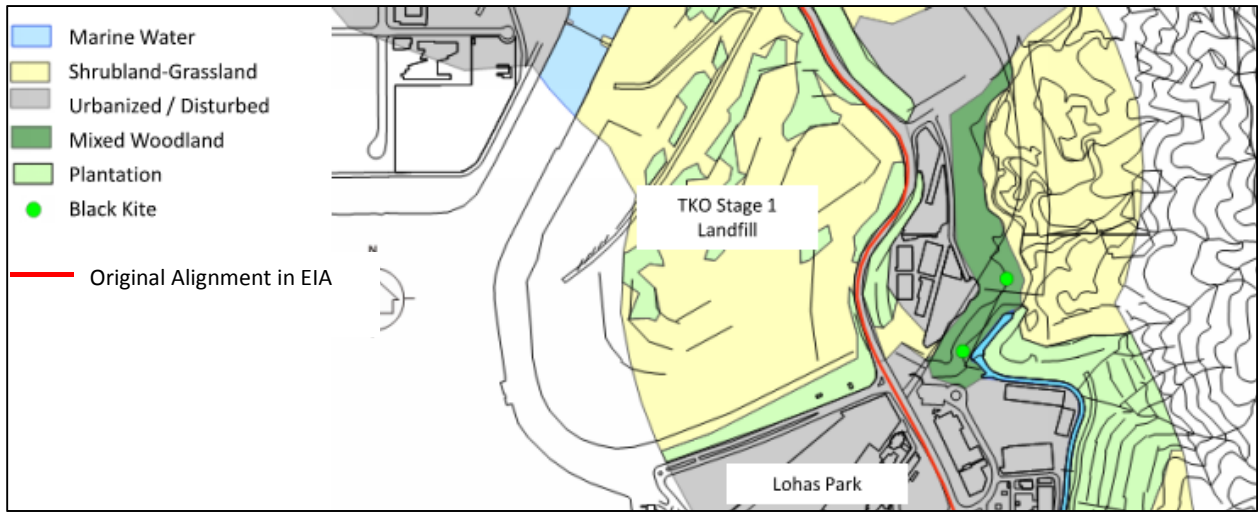 Marine Water
Shrubland-Grassland
Urbanized / Disturbed
Mixed Woodland
Plantation
Black Kite
Original Alignment in EIA
N
TKO Stage 1
Landfill
Lohas Park